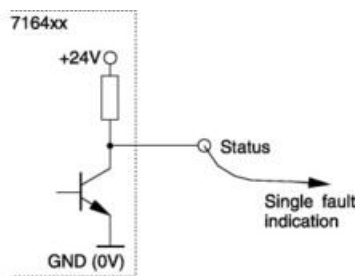 7164xx
+24V
Status
Single fault
indication
GND (0V)